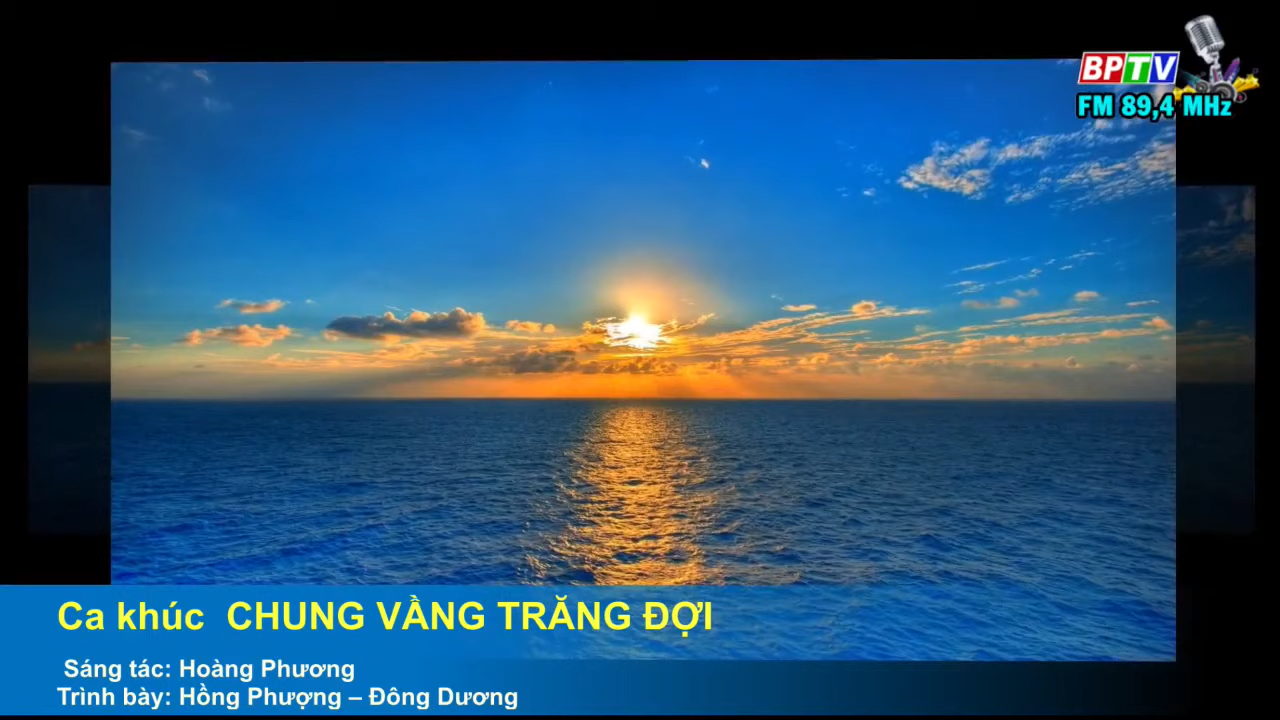 BPTV
FM 89,4 MHz
Ca khúc CHUNG VẦNG TRĂNG ĐỢI
Sáng tác: Hoàng Phương
Trình bày: Hồng Phượng – Đông Dương